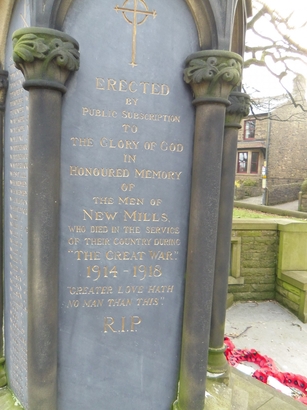 ERECTED
BY
PUBLIC SUBSCRIPTION
TO
THE GLORY OF GOD
IN
HONOURED MEMORY
OF
THE MEN OF
NEW MILLS.
WHO DIED IN THE SERVICE
OF THEIR COUNTRY DURING
"THE GREAT WAR".
1914-1918
"GREATER LOVE HATH
NO MAN THAN THIS".
R.I.P